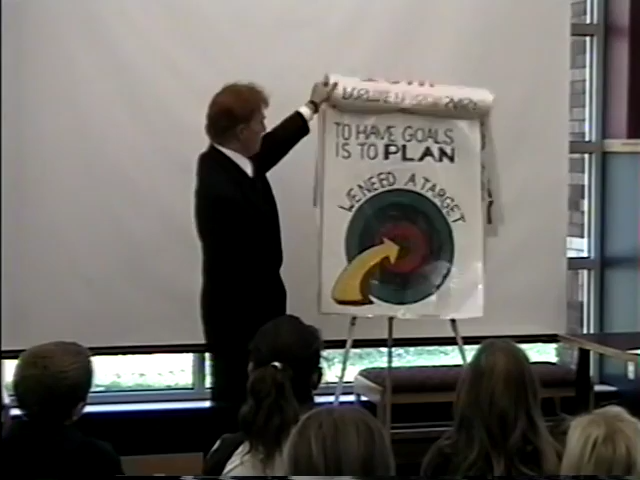 TO HAVE GOALS
IS TO PLAN
WE NEED A TARGET